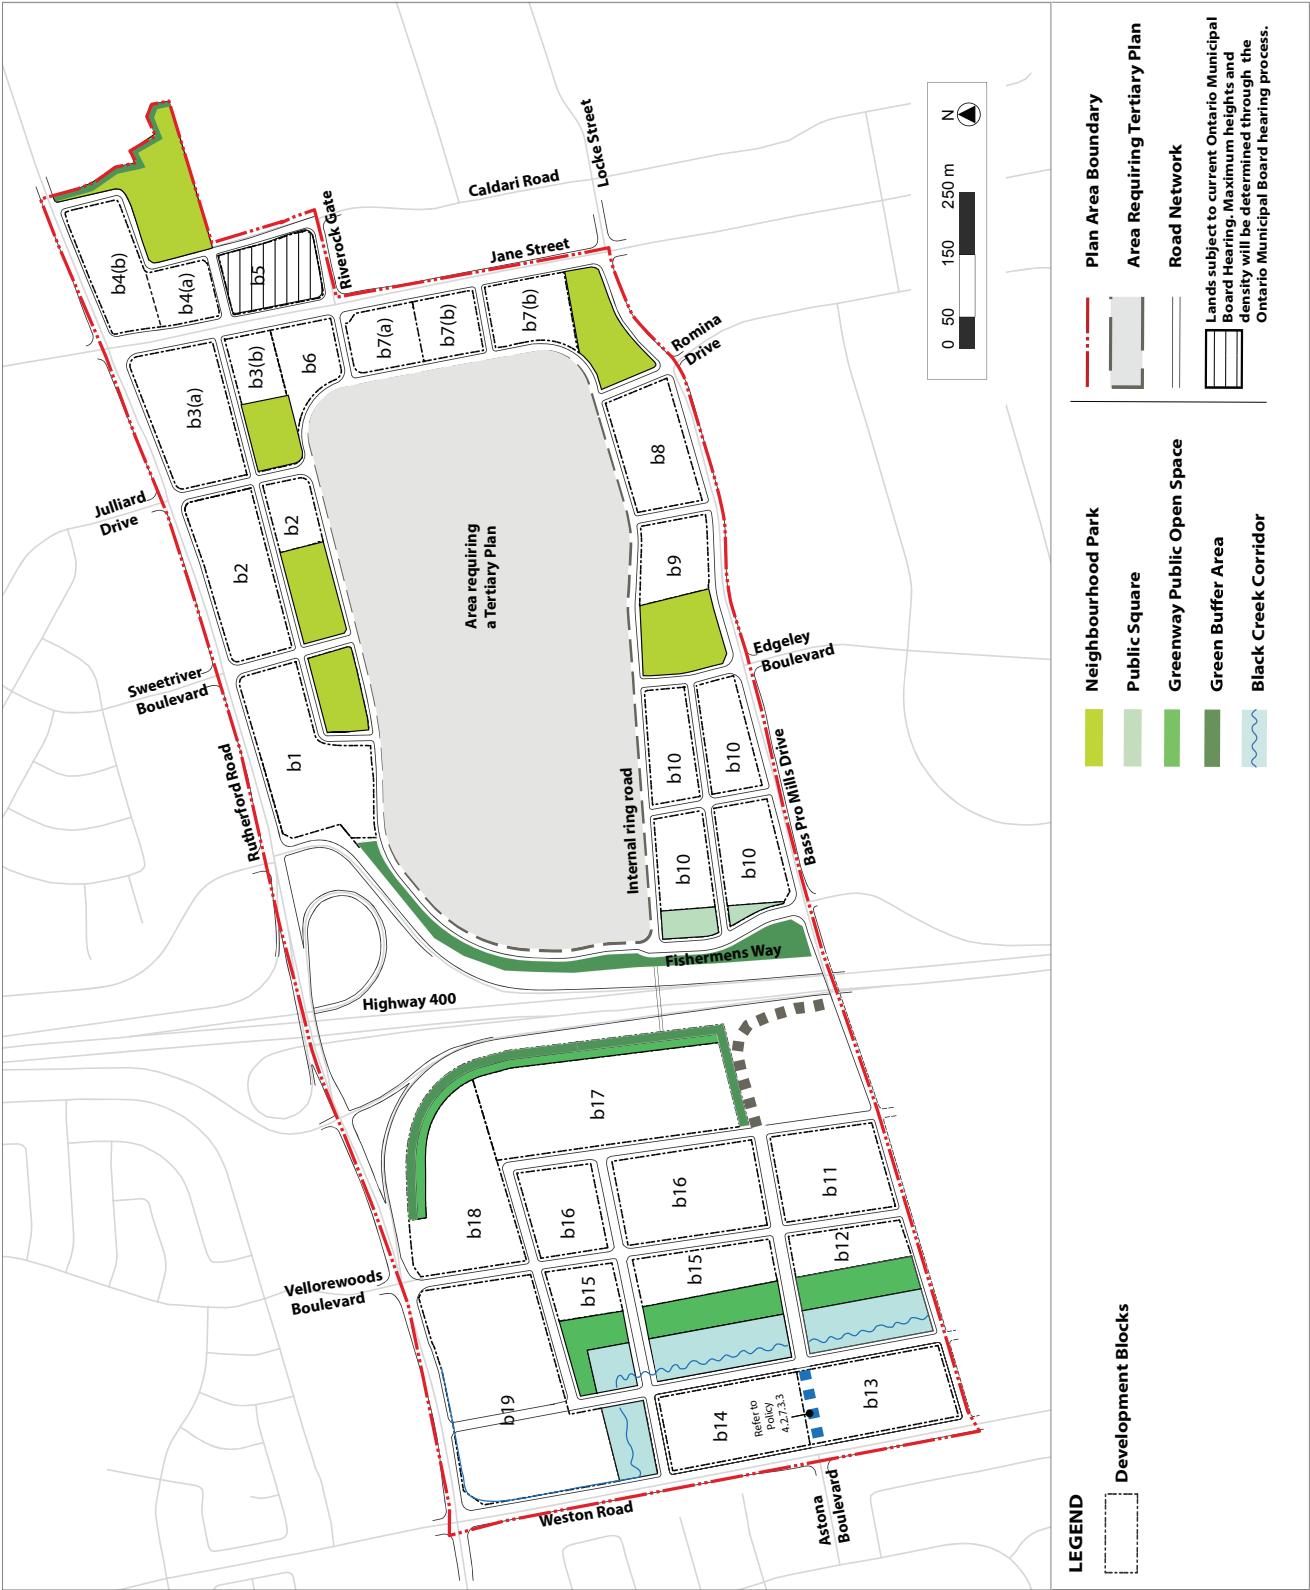 Rutherford Road
Vellorewoods
Boulevard
Sweetriver
Boulevard
Julliard
Drive
Riverock Gate
Caldari Road
Locke Street
Jane Street
Romina
Drive
Edgeley
Boulevard
Bass Pro Mills Drive
Internal ring road
Fishermens Way
Highway 400
Weston Road
Astona
Boulevard
Area requiring
a Tertiary Plan
b4(b)
b4(a)
b5
b3(a)
b3(b)
b6
b7(a)
b7(b)
b7(b)
b2
b2
b1
b8
b9
b10
b10
b10
b10
b17
b18
b16
b16
b11
b15
b15
b12
b19
b14
b13
Refer to
Policy
4.2.7.3.3
0
50
150
250 m
N
LEGEND
Development Blocks
Neighbourhood Park
Public Square
Greenway Public Open Space
Green Buffer Area
Black Creek Corridor
Plan Area Boundary
Area Requiring Tertiary Plan
Road Network
Lands subject to current Ontario Municipal
Board Hearing. Maximum heights and
density will be determined through the
Ontario Municipal Board hearing process.